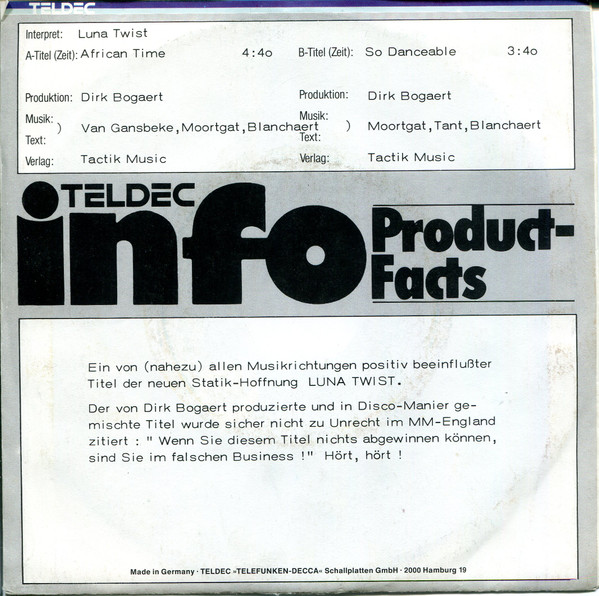 TELDEC
Interpret: Luna Twist
A-Titel (Zeit): African Time 4:4o B-Titel (Zeit): So Danceable 3:4o
Produktion: Dirk Bogaert Produktion: Dirk Bogaert
Musik: Musik:
) Van Gansbeke,Moortgat,Blanchaert ) Moortgat,Tant,Blanchaert
Text: Text:
Verlag: Tactik Music Verlag: Tactik Music
TELDEC
info
Product-
Facts
Ein von (nahezu) allen Musikrichtungen positiv beeinflußter
Titel der neuen Statik-Hoffnung LUNA TWIST.
Der von Dirk Bogaert produzierte und in Disco-Manier ge-
mischte Titel wurde sicher nicht zu Unrecht im MM-England
zitiert : " Wenn Sie diesem Titel nichts abgewinnen können,
sind Sie im falschen Business !" Hört, hört !
Made in Germany · TELDEC »TELEFUNKEN-DECCA« Schallplatten GmbH · 2000 Hamburg 19